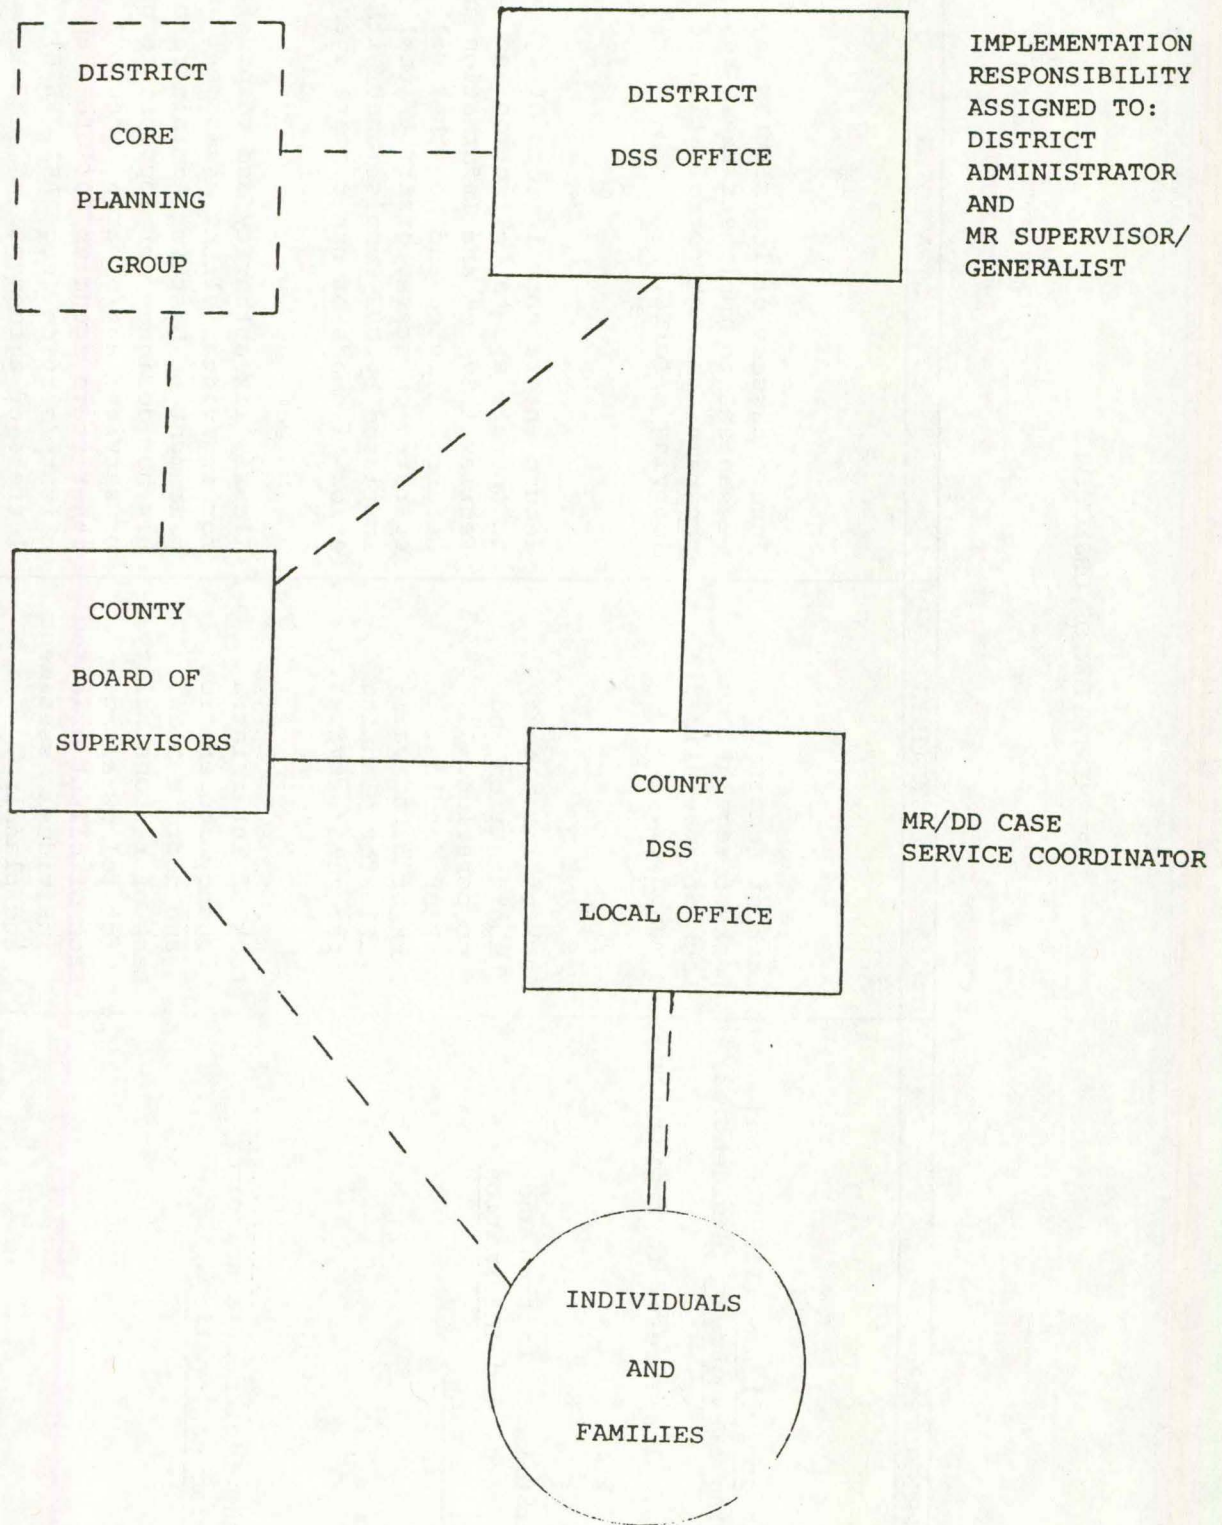 DISTRICT
CORE
PLANNING
GROUP
DISTRICT
DSS OFFICE
IMPLEMENTATION
RESPONSIBILITY
ASSIGNED TO:
DISTRICT
ADMINISTRATOR
AND
MR SUPERVISOR/
GENERALIST
COUNTY
BOARD OF
SUPERVISORS
COUNTY
DSS
LOCAL OFFICE
MR/DD CASE
SERVICE COORDINATOR
INDIVIDUALS
AND
FAMILIES